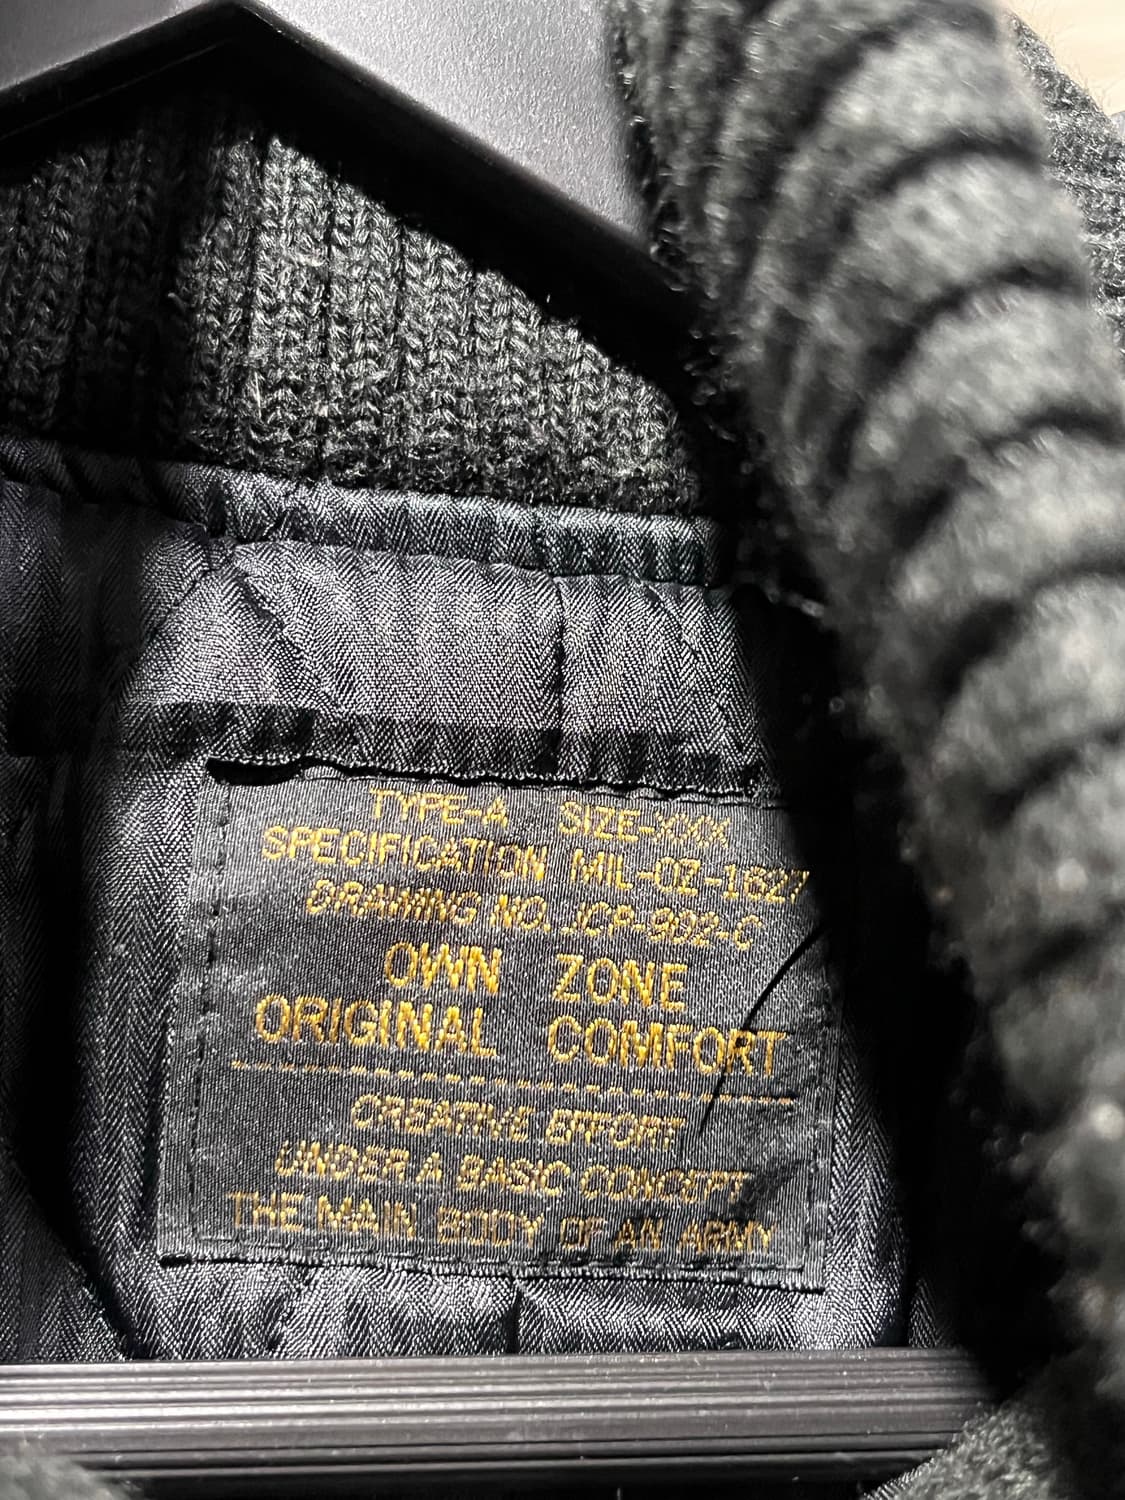 TYPE-A SIZE-XXX
SPECIFICATION MIL-OZ-1627
DRAWING NO. JCP-992-C
OWN ZONE
ORIGINAL COMFORT
CREATIVE EFFORT
UNDER A BASIC CONCEPT
THE MAIN BODY OF AN ARMY